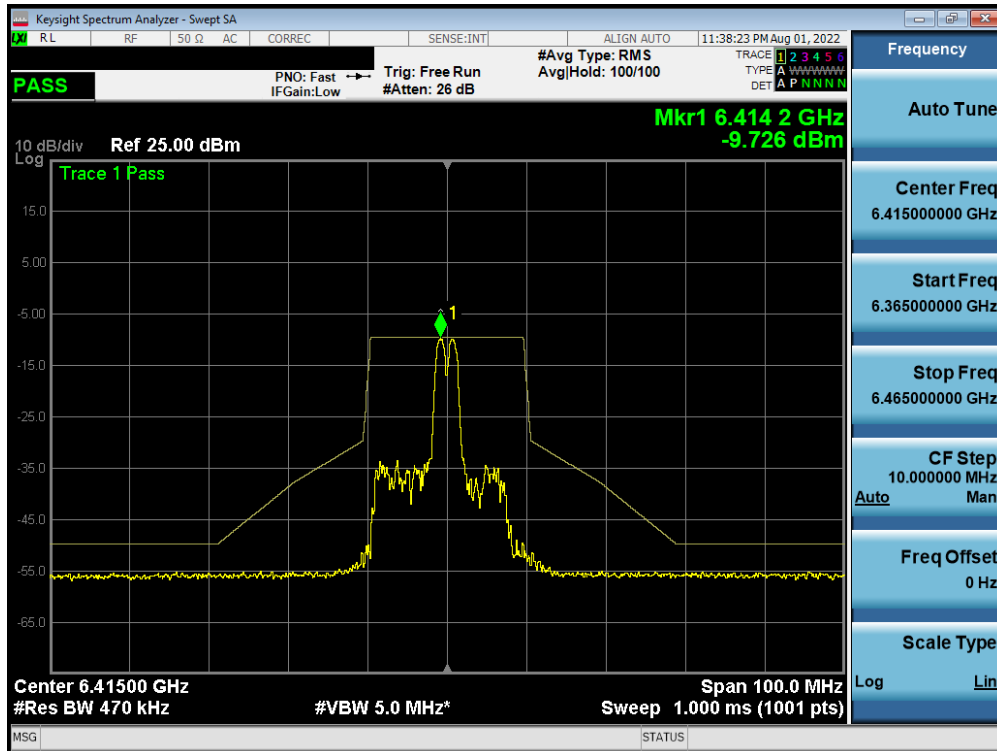 Keysight Spectrum Analyzer - Swept SA
LXI RL RF 50 Ω AC CORREC SENSE:INT ALIGN AUTO 11:38:23 PM Aug 01, 2022
PASS
PNO: Fast
IFGain:Low
Trig: Free Run
#Atten: 26 dB
#Avg Type: RMS
Avg|Hold: 100/100
TRACE 1 2 3 4 5 6
TYPE A WWWWW
DET A P N N N N
Mkr1 6.414 2 GHz
-9.726 dBm
10 dB/div Ref 25.00 dBm
Log
Trace 1 Pass
15.0
5.00
1
-5.00
-15.0
-25.0
-35.0
-45.0
-55.0
-65.0
Center 6.41500 GHz Span 100.0 MHz
#Res BW 470 kHz #VBW 5.0 MHz* Sweep 1.000 ms (1001 pts)
MSG STATUS
Frequency
Auto Tune
Center Freq
6.415000000 GHz
Start Freq
6.365000000 GHz
Stop Freq
6.465000000 GHz
CF Step
10.000000 MHz
Auto Man
Freq Offset
0 Hz
Scale Type
Log Lin